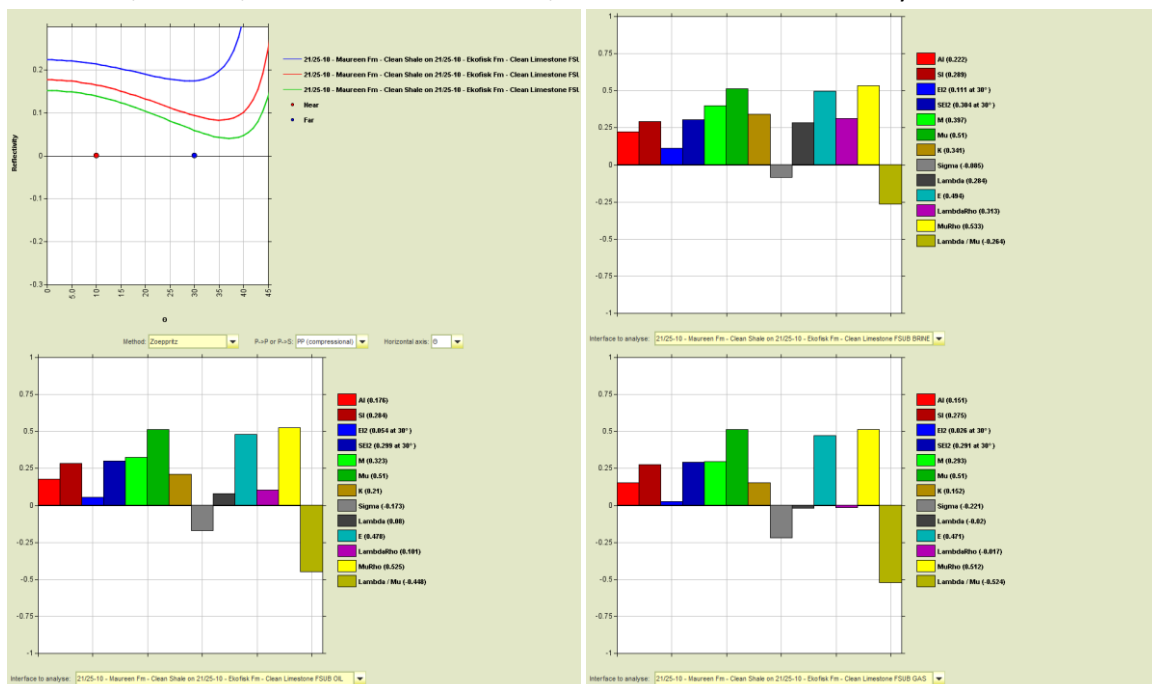 0.2
0.1
0
-0.1
-0.2
-0.3
Reflectivity
0 5.0 10 15 20 25 30 35 40 45
Θ
21/25-10 - Maureen Fm - Clean Shale on 21/25-10 - Ekofisk Fm - Clean Limestone FSU
21/25-10 - Maureen Fm - Clean Shale on 21/25-10 - Ekofisk Fm - Clean Limestone FSU
21/25-10 - Maureen Fm - Clean Shale on 21/25-10 - Ekofisk Fm - Clean Limestone FSU
Near
Far
Method: Zoeppritz P->P or P->S: PP (compressional) Horizontal axis: Θ
1
0.75
0.5
0.25
0
-0.25
-0.5
-0.75
-1
AI (0.222)
SI (0.289)
EI2 (0.111 at 30°)
SEI2 (0.304 at 30°)
M (0.397)
Mu (0.51)
K (0.341)
Sigma (-0.085)
Lambda (0.284)
E (0.494)
LambdaRho (0.313)
MuRho (0.533)
Lambda / Mu (-0.264)
Interface to analyse: 21/25-10 - Maureen Fm - Clean Shale on 21/25-10 - Ekofisk Fm - Clean Limestone FSUB BRINE
1
0.75
0.5
0.25
0
-0.25
-0.5
-0.75
-1
AI (0.176)
SI (0.284)
EI2 (0.054 at 30°)
SEI2 (0.299 at 30°)
M (0.323)
Mu (0.51)
K (0.21)
Sigma (-0.173)
Lambda (0.08)
E (0.478)
LambdaRho (0.101)
MuRho (0.525)
Lambda / Mu (-0.448)
Interface to analyse: 21/25-10 - Maureen Fm - Clean Shale on 21/25-10 - Ekofisk Fm - Clean Limestone FSUB OIL
1
0.75
0.5
0.25
0
-0.25
-0.5
-0.75
-1
AI (0.151)
SI (0.275)
EI2 (0.026 at 30°)
SEI2 (0.291 at 30°)
M (0.293)
Mu (0.51)
K (0.152)
Sigma (-0.221)
Lambda (-0.02)
E (0.471)
LambdaRho (-0.017)
MuRho (0.512)
Lambda / Mu (-0.524)
Interface to analyse: 21/25-10 - Maureen Fm - Clean Shale on 21/25-10 - Ekofisk Fm - Clean Limestone FSUB GAS